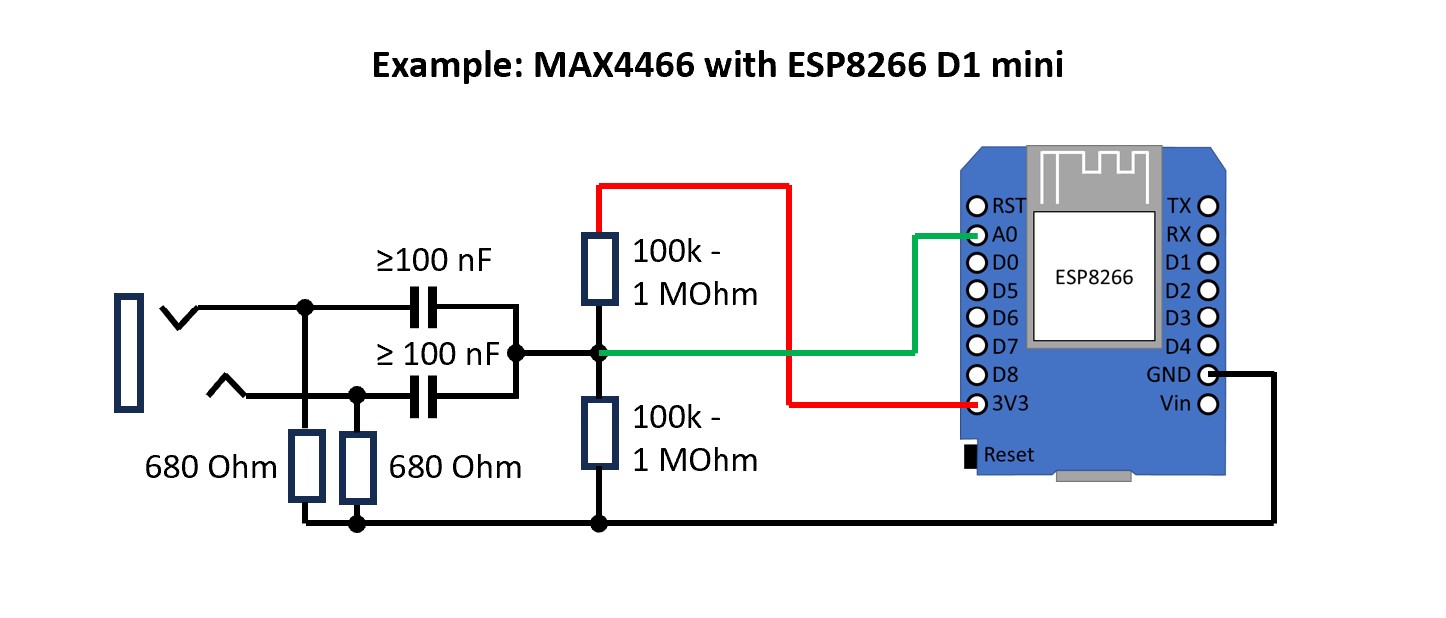 Example: MAX4466 with ESP8266 D1 mini
≥100 nF
≥ 100 nF
680 Ohm
680 Ohm
100k -
1 MOhm
100k -
1 MOhm
RST
A0
D0
D5
D6
D7
D8
3V3
Reset
ESP8266
TX
RX
D1
D2
D3
D4
GND
Vin